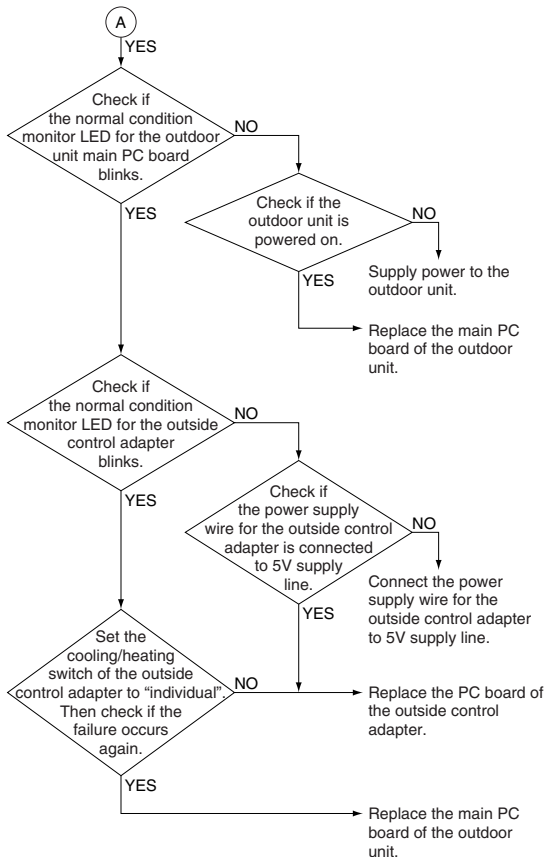 A
YES
Check if
the normal condition
monitor LED for the outdoor
unit main PC board
blinks.
NO
YES
Check if the
outdoor unit is
powered on.
NO
YES
Supply power to the
outdoor unit.
Replace the main PC
board of the outdoor
unit.
Check if
the normal condition
monitor LED for the outside
control adapter
blinks.
NO
YES
Check if
the power supply
wire for the outside control
adapter is connected
to 5V supply
line.
NO
YES
Connect the power
supply wire for the
outside control adapter
to 5V supply line.
Set the
cooling/heating
switch of the outside
control adapter to “individual”.
Then check if the
failure occurs
again.
NO
YES
Replace the PC board of
the outside control
adapter.
Replace the main PC
board of the outdoor
unit.